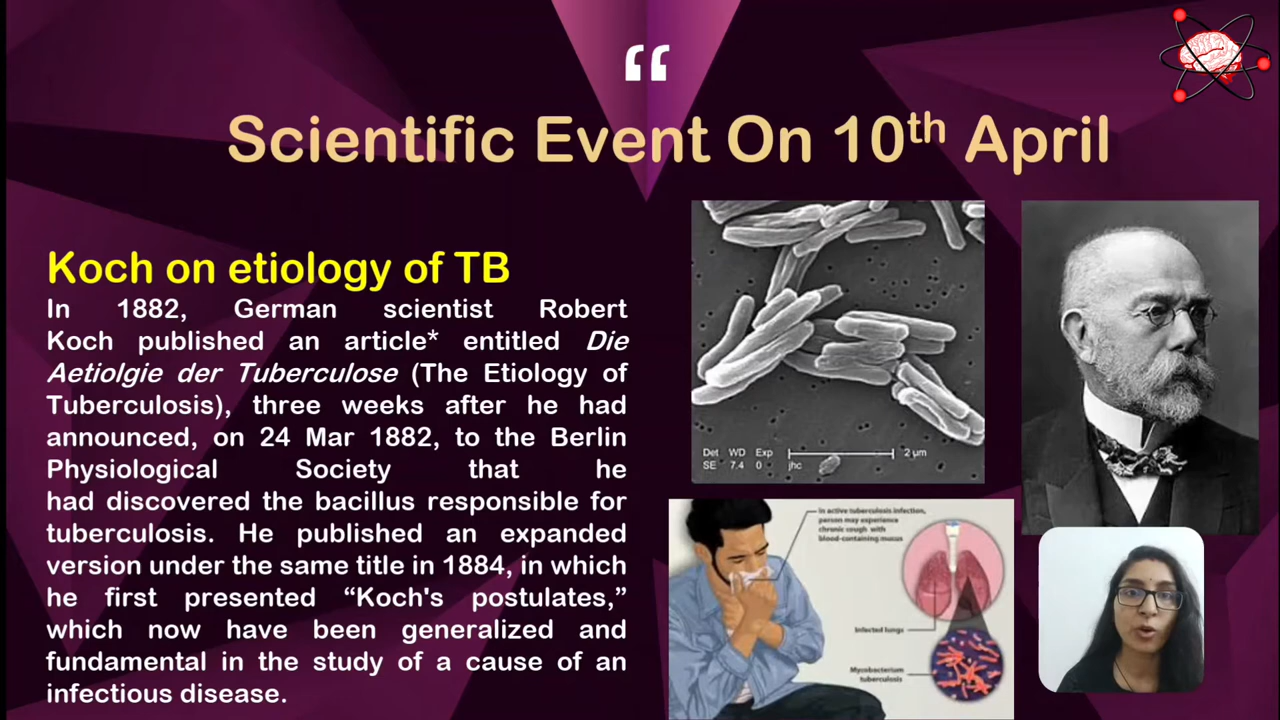 “
Scientific Event On 10th April
Koch on etiology of TB
In 1882, German scientist Robert
Koch published an article* entitled Die
Aetiolgie der Tuberculose (The Etiology of
Tuberculosis), three weeks after he had
announced, on 24 Mar 1882, to the Berlin
Physiological Society that he
had discovered the bacillus responsible for
tuberculosis. He published an expanded
version under the same title in 1884, in which
he first presented “Koch's postulates,”
which now have been generalized and
fundamental in the study of a cause of an
infectious disease.
Det WD Exp
SE 7.4 0 jhc 2 µm
In active tuberculosis infection,
person may experience
chronic cough with
blood-containing mucus
Infected lungs
Mycobacterium
tuberculosis